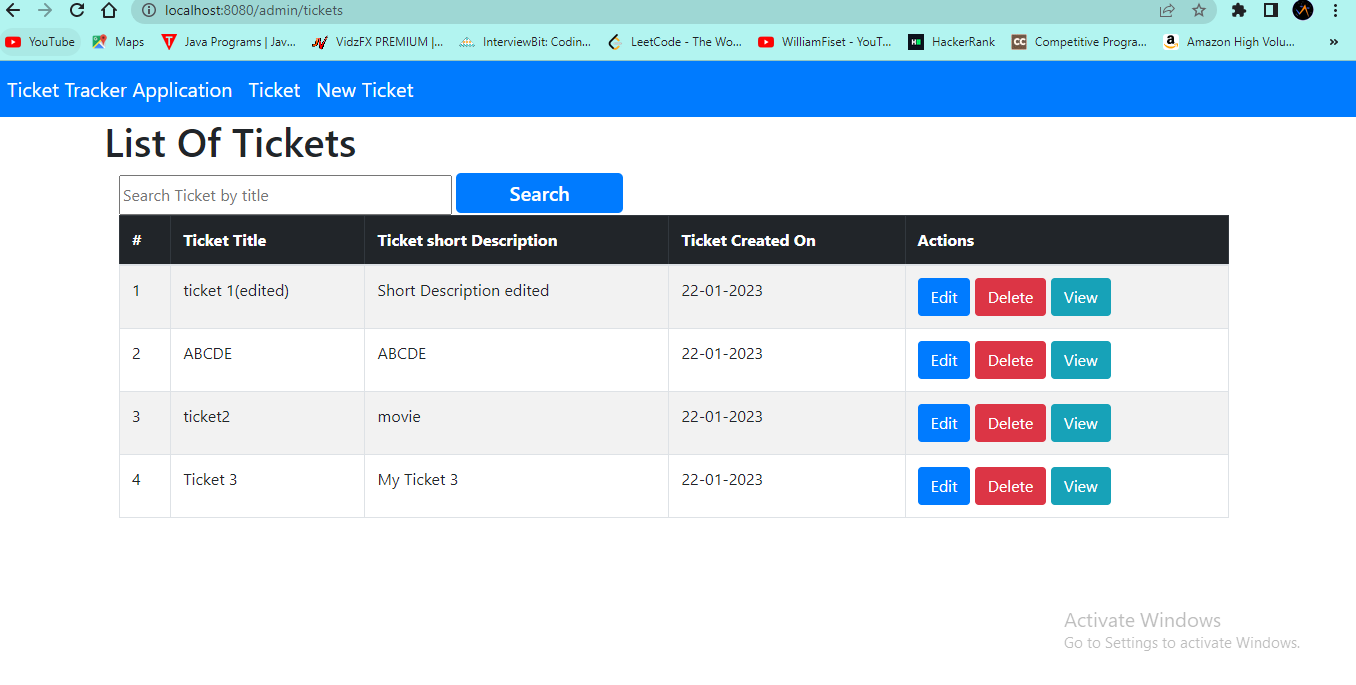 localhost:8080/admin/tickets
YouTube Maps Java Programs | Jav... VidzFX PREMIUM |... InterviewBit: Codin... LeetCode - The Wo... WilliamFiset - YouT... HackerRank Competitive Progra... Amazon High Volu... »
Ticket Tracker Application Ticket New Ticket
List Of Tickets
Search Ticket by title Search
# Ticket Title Ticket short Description Ticket Created On Actions
1 ticket 1(edited) Short Description edited 22-01-2023 Edit Delete View
2 ABCDE ABCDE 22-01-2023 Edit Delete View
3 ticket2 movie 22-01-2023 Edit Delete View
4 Ticket 3 My Ticket 3 22-01-2023 Edit Delete View
Activate Windows
Go to Settings to activate Windows.